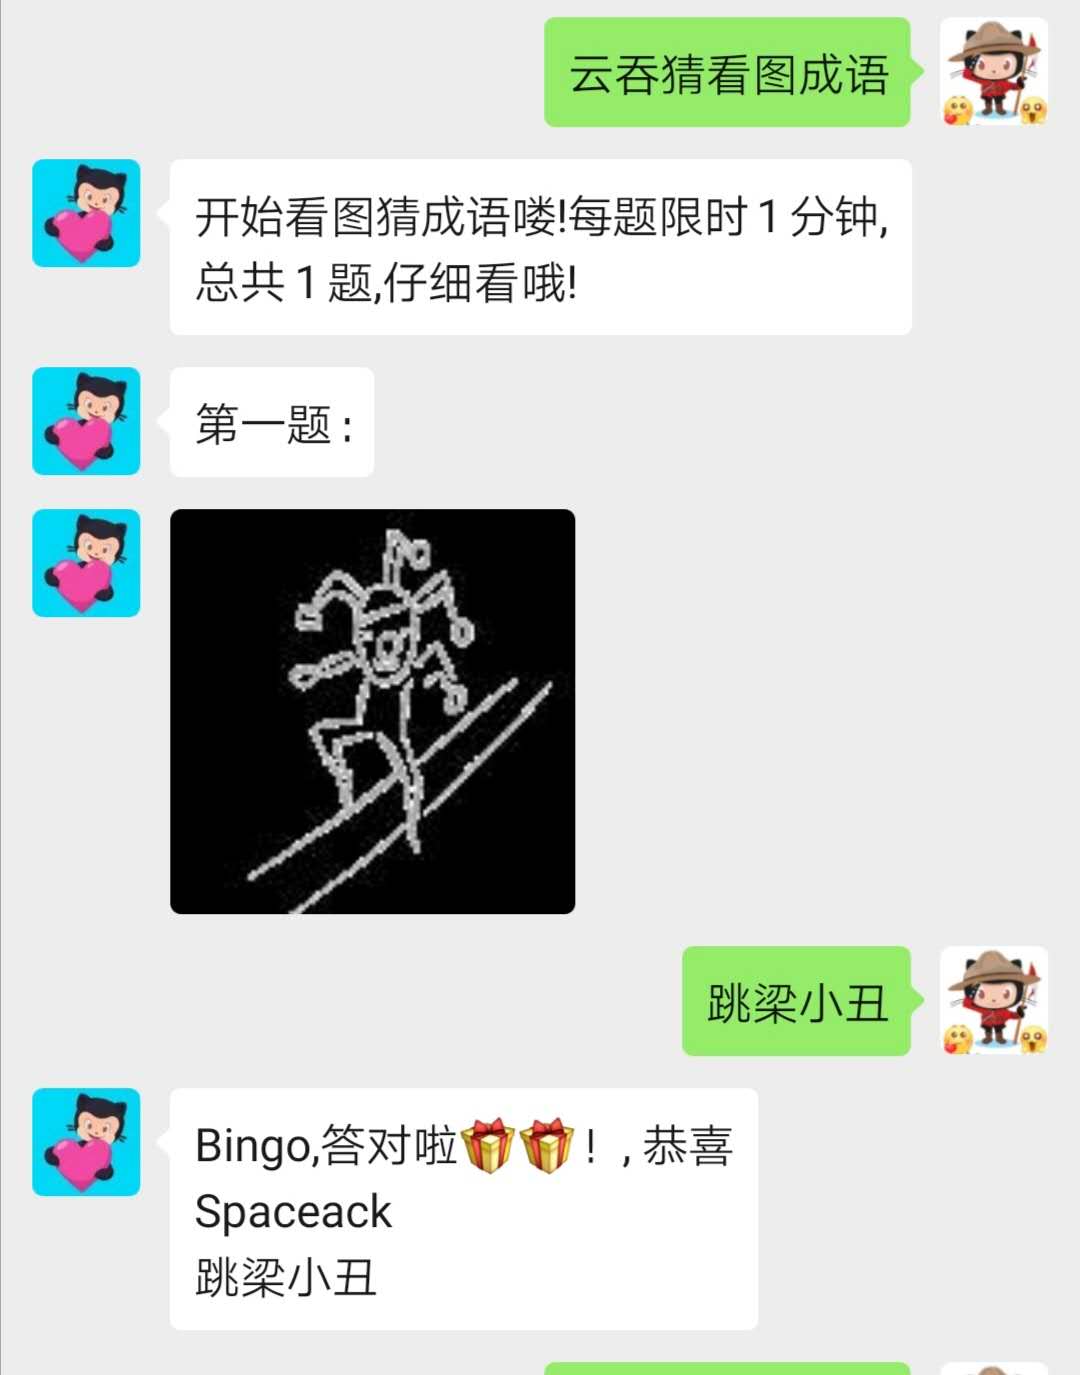 云吞猜看图成语
开始看图猜成语喽!每题限时1分钟,
总共1题,仔细看哦!
第一题:
跳梁小丑
Bingo,答对啦🎁🎁! ,恭喜
Spaceack
跳梁小丑